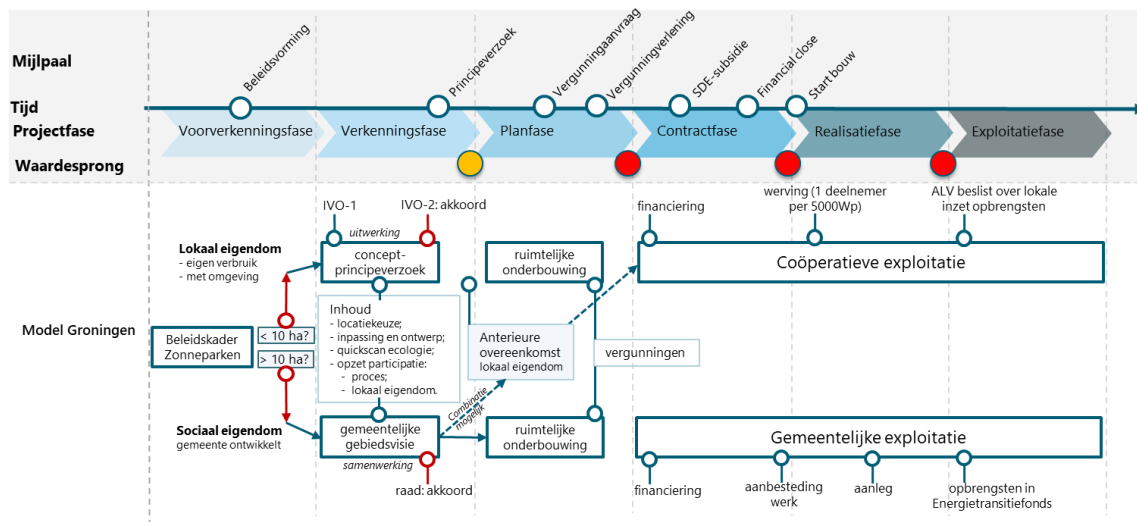 Mijlpaal
Beleidsvorming
Principeverzoek
Vergunningaanvraag
Vergunningverlening
SDE-subsidie
Financial close
Start bouw
Tijd
Projectfase
Voorverkenningsfase
Verkenningsfase
Planfase
Contractfase
Realisatiefase
Exploitatiefase
Waardesprong
Model Groningen
Beleidskader
Zonneparken
< 10 ha?
> 10 ha?
Lokaal eigendom
- eigen verbruik
- met omgeving
IVO-1
IVO-2: akkoord
uitwerking
concept-
principeverzoek
ruimtelijke
onderbouwing
financiering
werving (1 deelnemer
per 5000Wp)
ALV beslist over lokale
inzet opbrengsten
Coöperatieve exploitatie
Inhoud
- locatiekeuze;
- inpassing en ontwerp;
- quickscan ecologie;
- opzet participatie:
- proces;
- lokaal eigendom.
Anterieure
overeenkomst
lokaal eigendom
vergunningen
Combinatie
mogelijk
Sociaal eigendom
gemeente ontwikkelt
gemeentelijke
gebiedsvisie
samenwerking
raad: akkoord
ruimtelijke
onderbouwing
Gemeentelijke exploitatie
financiering
aanbesteding
werk
aanleg
opbrengsten in
Energietransitiefonds